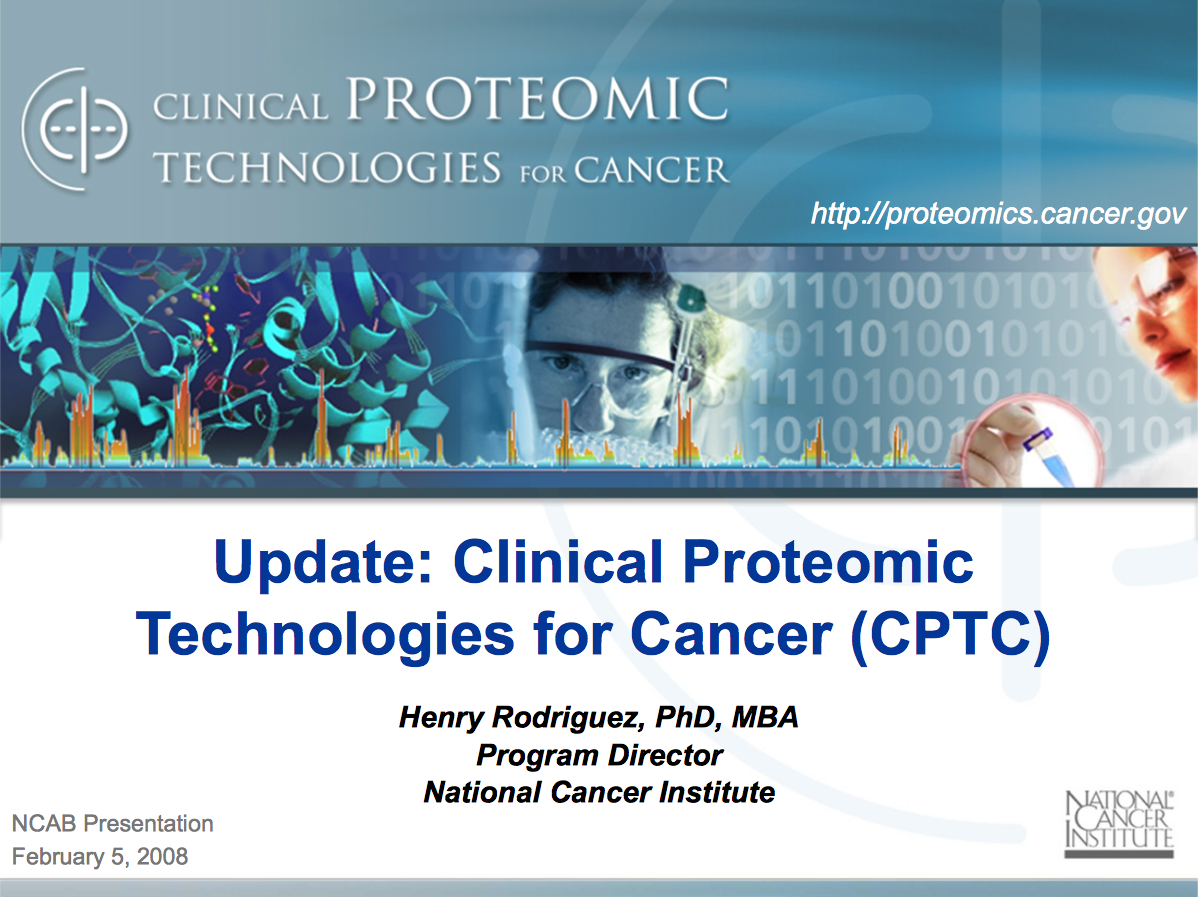 CLINICAL PROTEOMIC
TECHNOLOGIES FOR CANCER
http://proteomics.cancer.gov
Update: Clinical Proteomic
Technologies for Cancer (CPTC)
Henry Rodriguez, PhD, MBA
Program Director
National Cancer Institute
NCAB Presentation
February 5, 2008
NATIONAL®
CANCER
INSTITUTE